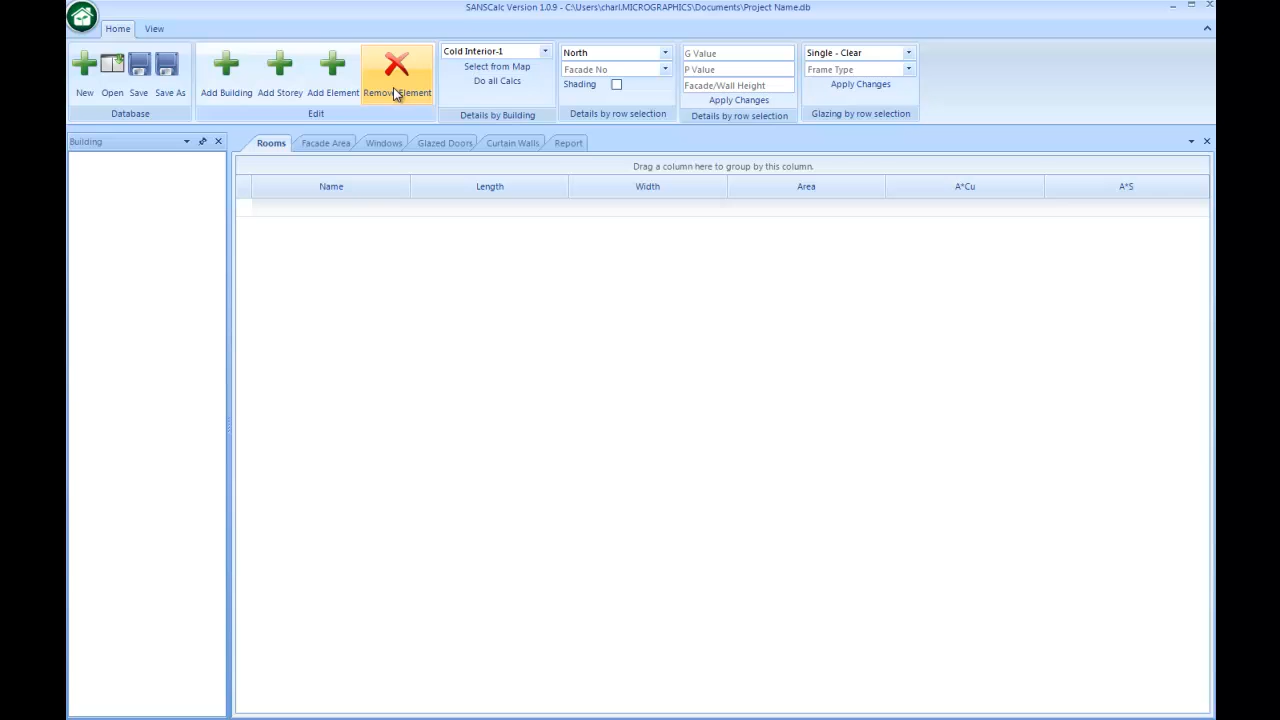 SANSCalc Version 1.0.9 - C:\Users\charl.MICROGRAPHICS\Documents\Project Name.db
Home View
New Open Save Save As
Database
Add Building Add Storey Add Element Remove Element
Edit
Cold Interior-1
Select from Map
Do all Calcs
Details by Building
North
Facade No
Shading
Details by row selection
G Value
P Value
Facade/Wall Height
Apply Changes
Details by row selection
Single - Clear
Frame Type
Apply Changes
Glazing by row selection
Building
Rooms Facade Area Windows Glazed Doors Curtain Walls Report
Drag a column here to group by this column.
Name Length Width Area A*Cu A*S